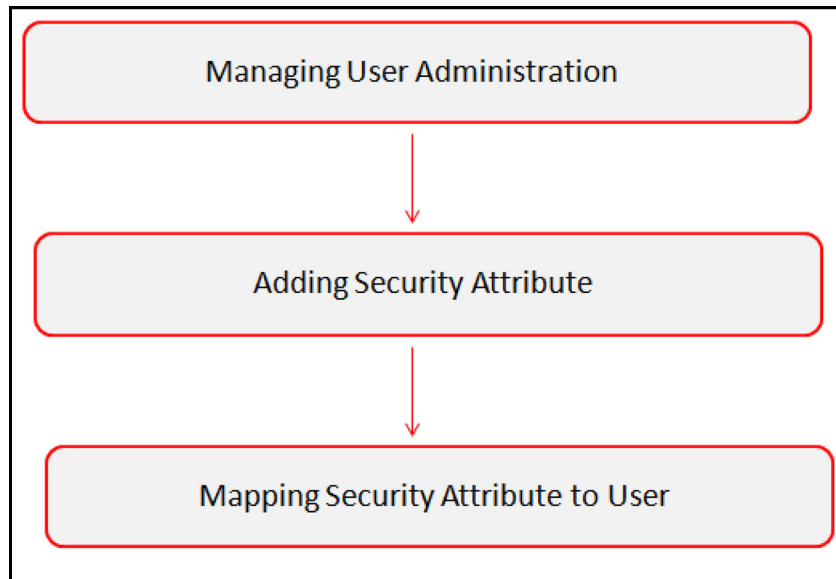 Managing User Administration
Adding Security Attribute
Mapping Security Attribute to User